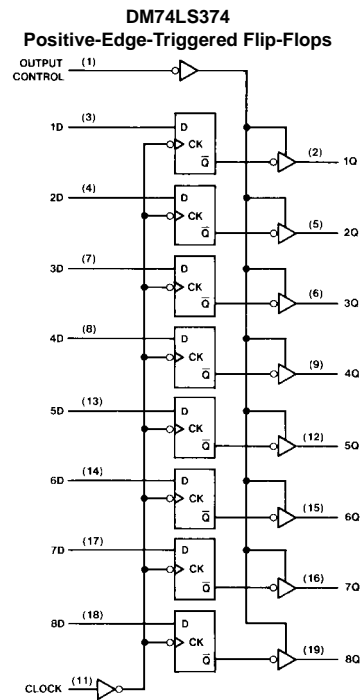 DM74LS374
Positive-Edge-Triggered Flip-Flops
OUTPUT CONTROL (1)
1D (3) D CK Q̅ (2) 1Q
2D (4) D CK Q̅ (5) 2Q
3D (7) D CK Q̅ (6) 3Q
4D (8) D CK Q̅ (9) 4Q
5D (13) D CK Q̅ (12) 5Q
6D (14) D CK Q̅ (15) 6Q
7D (17) D CK Q̅ (16) 7Q
8D (18) D CK Q̅ (19) 8Q
CLOCK (11)